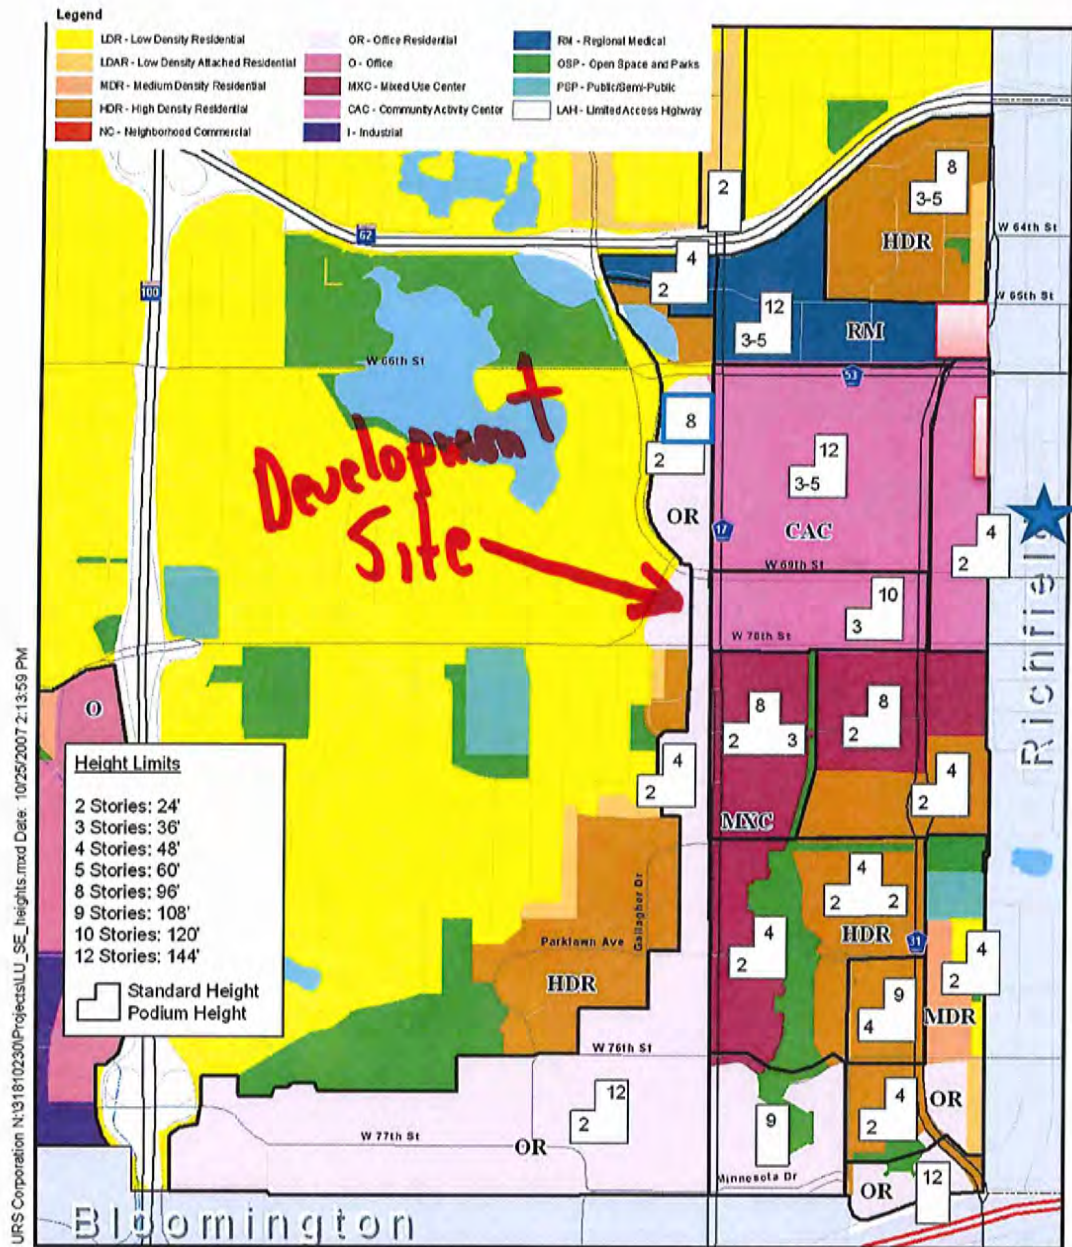 Legend
LDR - Low Density Residential
LDAR - Low Density Attached Residential
MDR - Medium Density Residential
HDR - High Density Residential
NC - Neighborhood Commercial
OR - Office Residential
O - Office
MXC - Mixed Use Center
CAC - Community Activity Center
I - Industrial
RM - Regional Medical
OSP - Open Space and Parks
PSP - Public/Semi-Public
LAH - Limited Access Highway
2
8
3-5
HDR
W 64th St
62
4
2
100
W 65th St
12
3-5
RM
W 66th St
53
8
2
12
3-5
Development
Site
OR
17
CAC
4
2
W 69th St
10
3
W 70th St
Richfield
O
8
2 3
8
2
4
2
4
2
MXC
Height Limits
2 Stories: 24'
3 Stories: 36'
4 Stories: 48'
5 Stories: 60'
8 Stories: 96'
9 Stories: 108'
10 Stories: 120'
12 Stories: 144'
Standard Height
Podium Height
Gallagher Dr
Parklawn Ave
HDR
4
2 2
HDR
31
4
2
4
2
9
4
MDR
W 76th St
12
2
W 77th St
OR
9
4
2
OR
Minnesota Dr
OR
12
Bloomington
URS Corporation N:\31810230\Projects\LU_SE_heights.mxd Date: 10/25/2007 2:13:59 PM